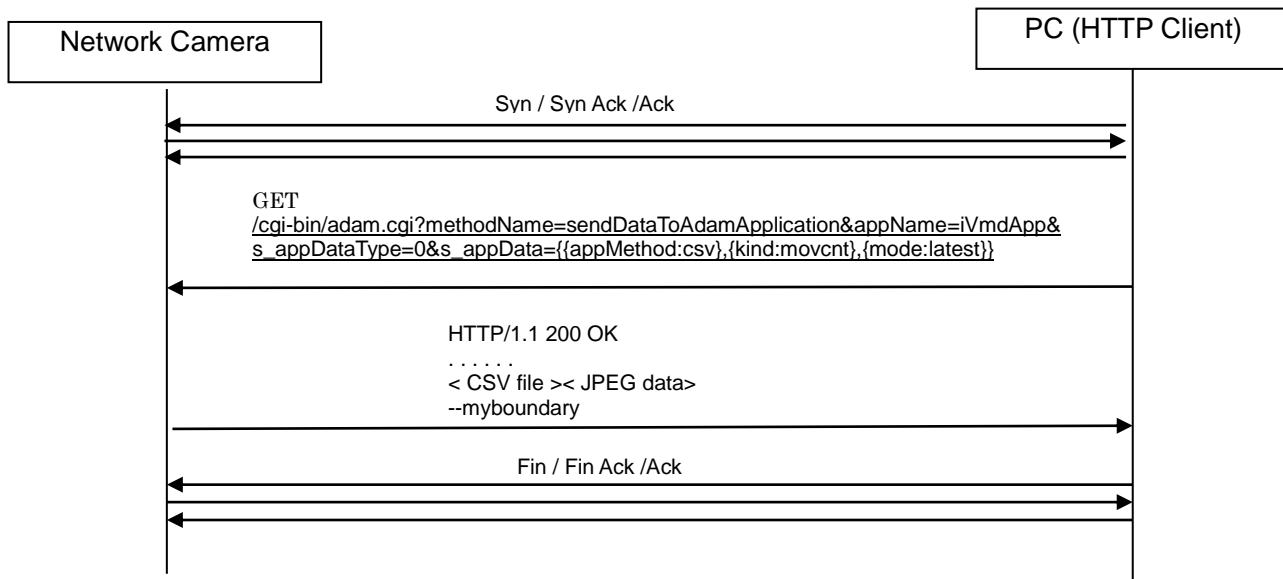 Network Camera
PC (HTTP Client)
Syn / Syn Ack /Ack
GET
/cgi-bin/adam.cgi?methodName=sendDataToAdamApplication&appName=iVmdApp&
s_appDataType=0&s_appData={{appMethod:csv},{kind:movcnt},{mode:latest}}
HTTP/1.1 200 OK
. . . . . .
< CSV file >< JPEG data>
--myboundary
Fin / Fin Ack /Ack